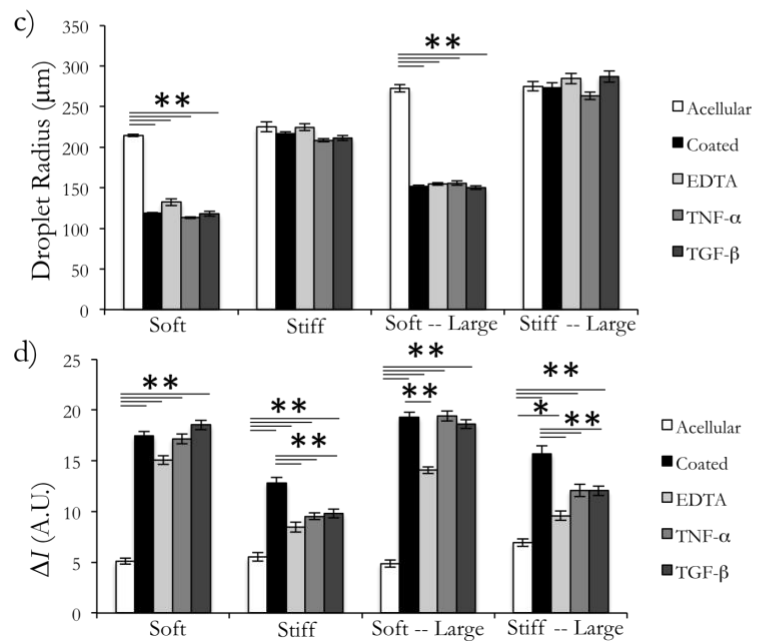 c)
Droplet Radius (μm)
350
300
250
200
150
100
50
0
**
**
Soft
Stiff
Soft -- Large
Stiff -- Large
Acellular
Coated
EDTA
TNF-α
TGF-β
d)
ΔI (A.U.)
25
20
15
10
5
0
**
**
**
**
**
**
*
**
Soft
Stiff
Soft -- Large
Stiff -- Large
Acellular
Coated
EDTA
TNF-α
TGF-β